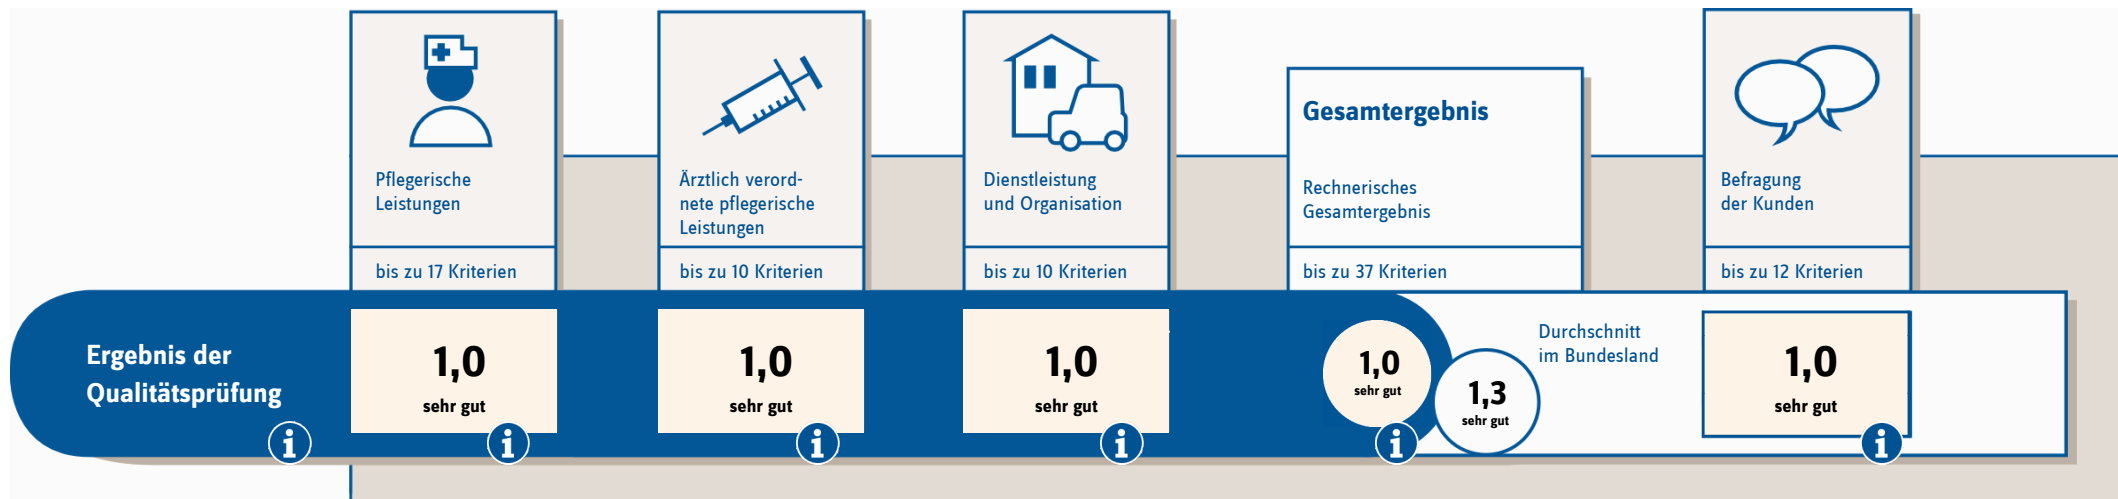 Pflegerische
Leistungen
bis zu 17 Kriterien
Ärztlich verord-
nete pflegerische
Leistungen
bis zu 10 Kriterien
Dienstleistung
und Organisation
bis zu 10 Kriterien
Gesamtergebnis
Rechnerisches
Gesamtergebnis
bis zu 37 Kriterien
Befragung
der Kunden
bis zu 12 Kriterien
Ergebnis der
Qualitätsprüfung
i
1,0
sehr gut
i
1,0
sehr gut
i
1,0
sehr gut
i
1,0
sehr gut
i
1,3
sehr gut
Durchschnitt
im Bundesland
1,0
sehr gut
i